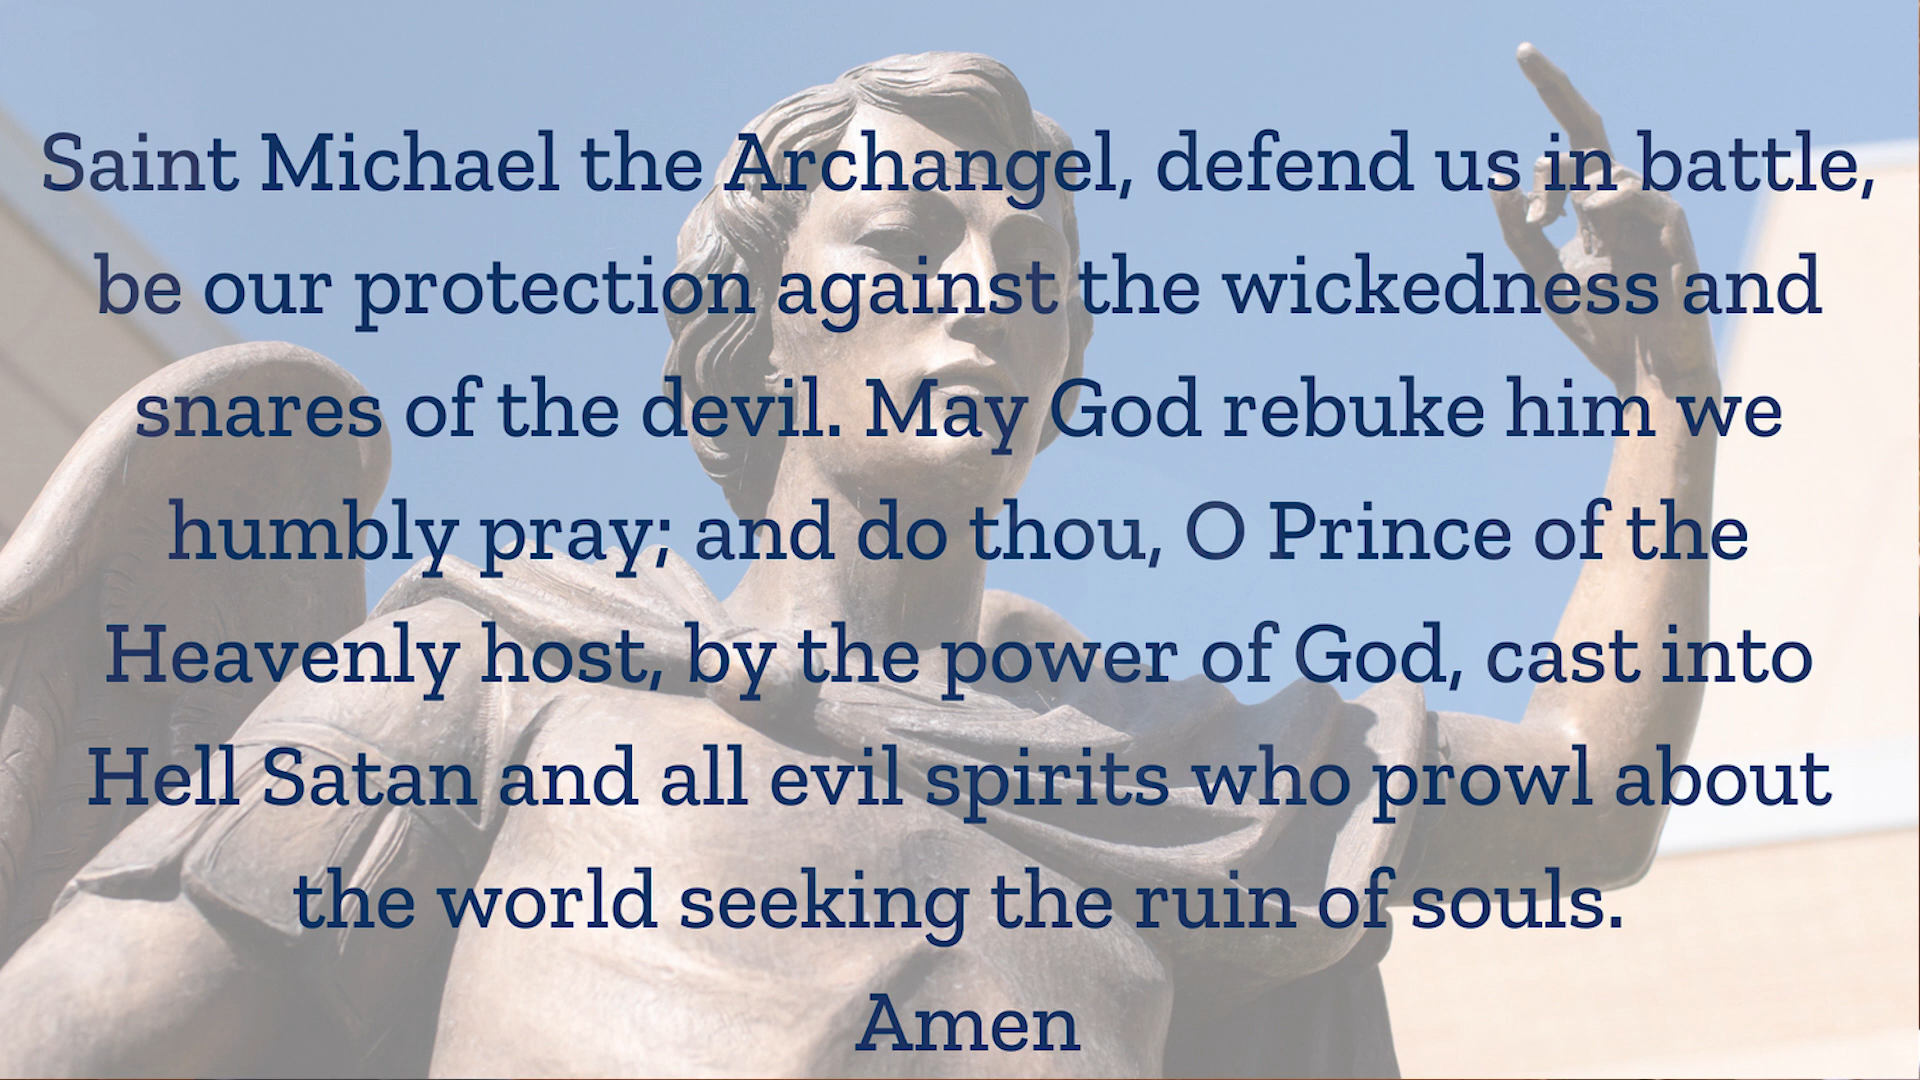 Saint Michael the Archangel, defend us in battle,
be our protection against the wickedness and
snares of the devil. May God rebuke him we
humbly pray; and do thou, O Prince of the
Heavenly host, by the power of God, cast into
Hell Satan and all evil spirits who prowl about
the world seeking the ruin of souls.
Amen